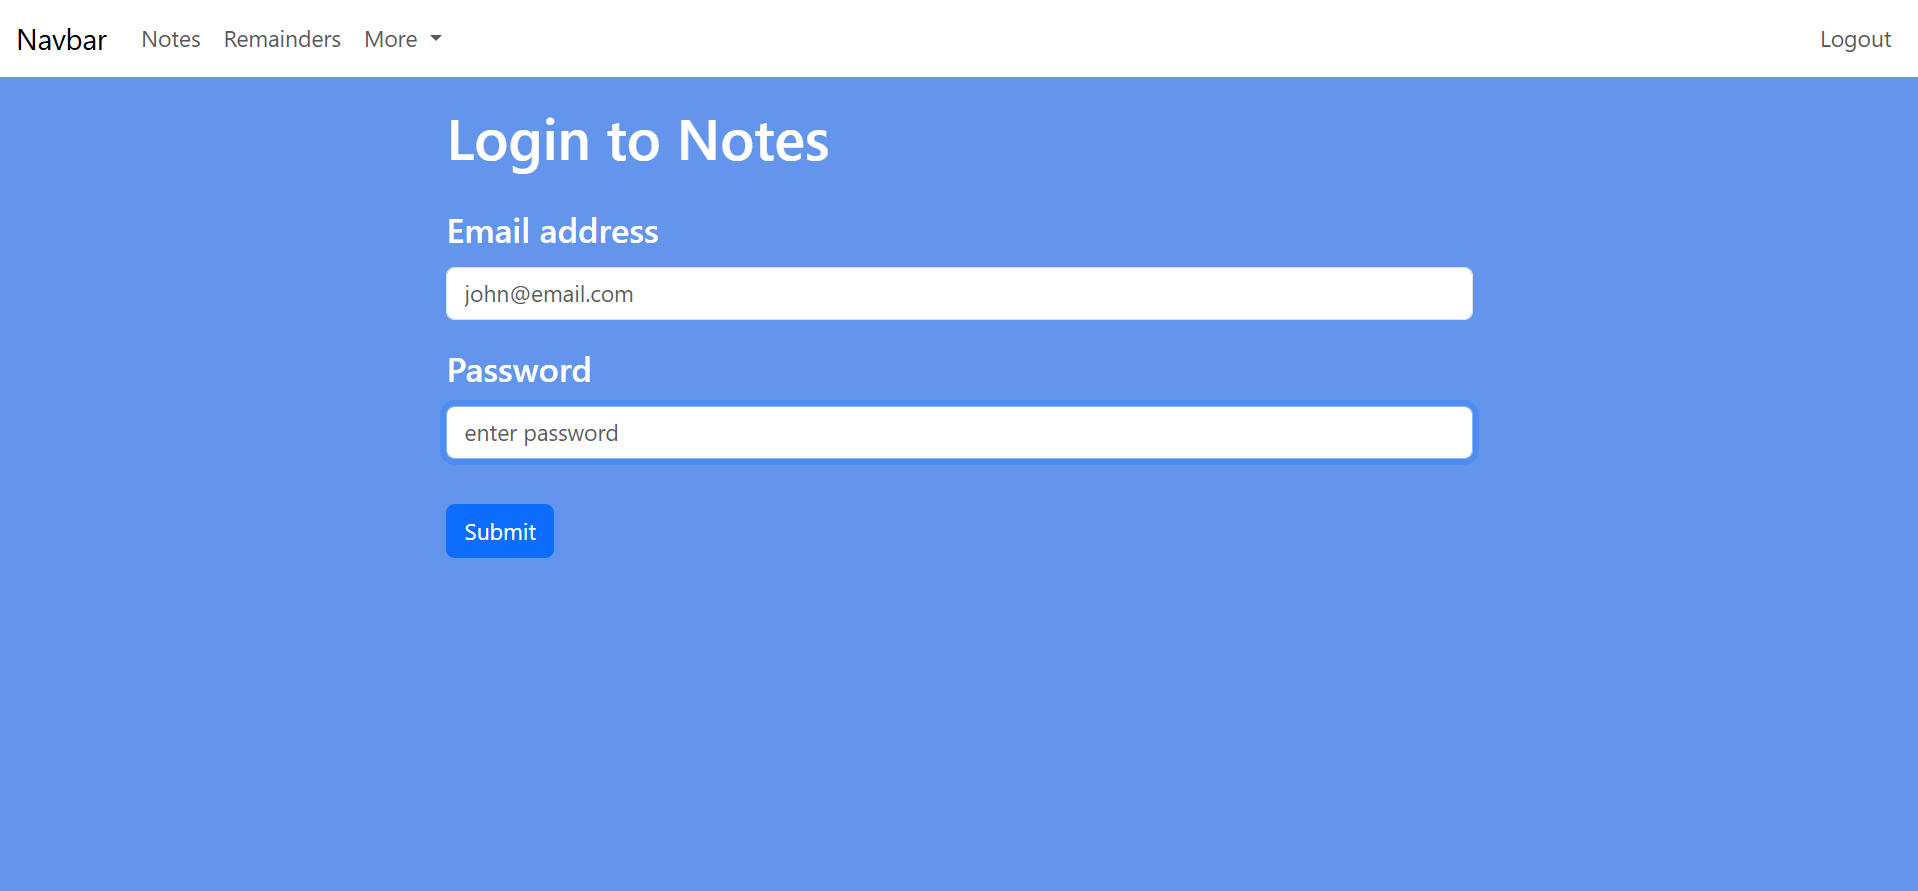 Navbar Notes Remainders More Logout
Login to Notes
Email address
john@email.com
Password
enter password
Submit